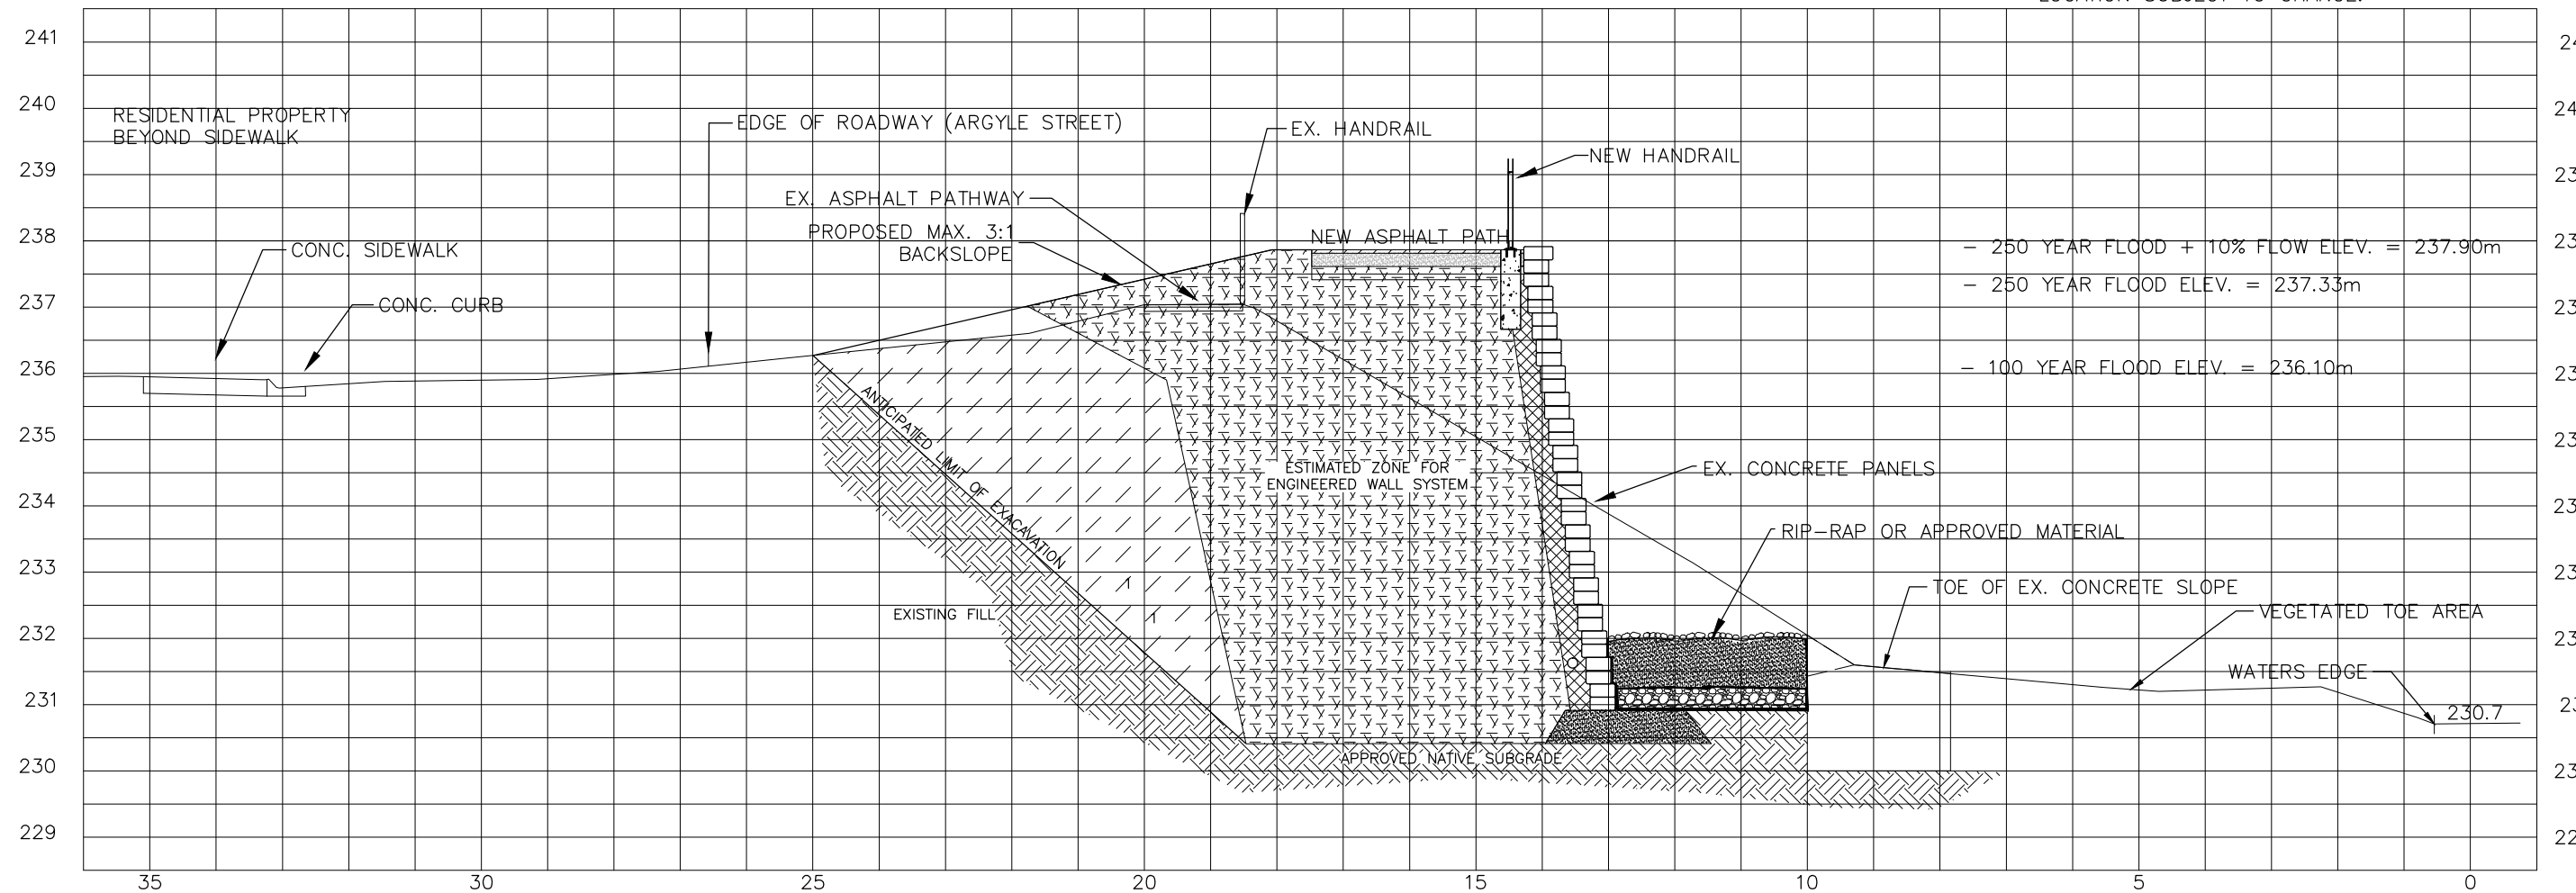 LOCATION SUBJECT TO CHANGE.
241
240
239
238
237
236
235
234
233
232
231
230
229
RESIDENTIAL PROPERTY
BEYOND SIDEWALK
EDGE OF ROADWAY (ARGYLE STREET)
EX. HANDRAIL
NEW HANDRAIL
EX. ASPHALT PATHWAY
PROPOSED MAX. 3:1
BACKSLOPE
NEW ASPHALT PATH
CONC. SIDEWALK
CONC. CURB
- 250 YEAR FLOOD + 10% FLOW ELEV. = 237.90m
- 250 YEAR FLOOD ELEV. = 237.33m
- 100 YEAR FLOOD ELEV. = 236.10m
ANTICIPATED LIMIT OF EXACAVATION
ESTIMATED ZONE FOR
ENGINEERED WALL SYSTEM
EX. CONCRETE PANELS
RIP-RAP OR APPROVED MATERIAL
TOE OF EX. CONCRETE SLOPE
EXISTING FILL
1
1
VEGETATED TOE AREA
WATERS EDGE
230.7
APPROVED NATIVE SUBGRADE
35 30 25 20 15 10 5 0